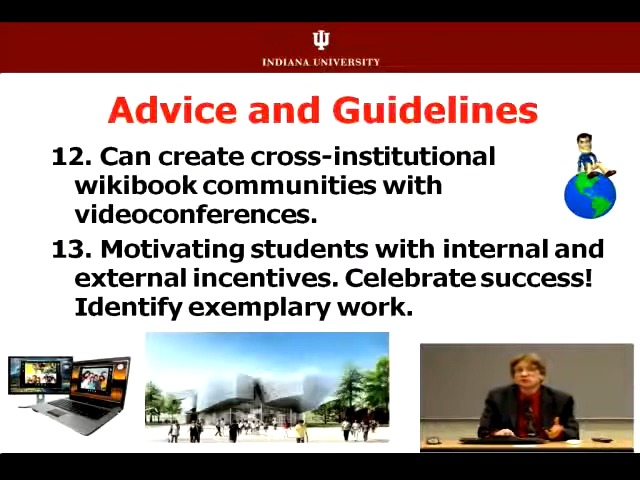 INDIANA UNIVERSITY
Advice and Guidelines
12. Can create cross-institutional
wikibook communities with
videoconferences.
13. Motivating students with internal and
external incentives. Celebrate success!
Identify exemplary work.